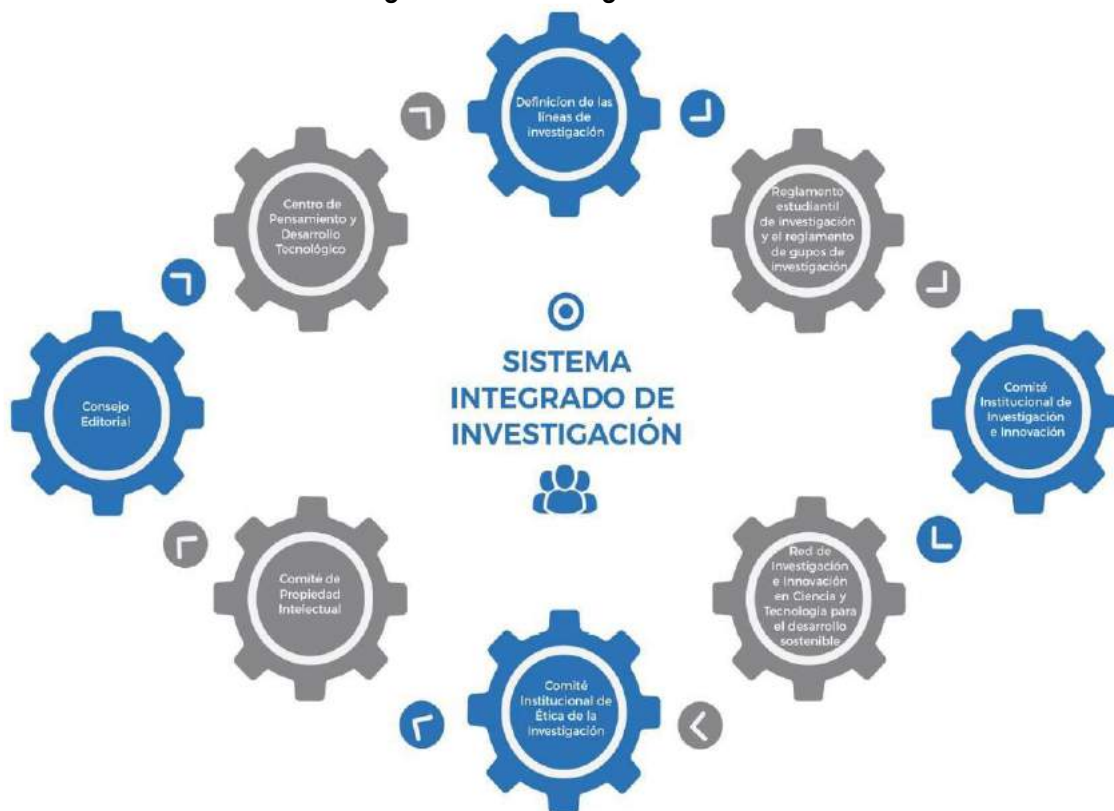 Definicion de las
líneas de
investigación
Reglamento
estudiantil
de investigación
y el reglamento
de gupos de
investigación
Comité
Institucional de
Investigación
e Innovación
Red de
Investigación
e Innovación
en Ciencia y
Tecnología para
el desarrollo
sostenible
Comité
Institucional de
Ética de la
Investigación
Comité de
Propiedad
Intelectual
Consejo
Editorial
Centro de
Pensamiento y
Desarrollo
Tecnológico
SISTEMA
INTEGRADO DE
INVESTIGACIÓN